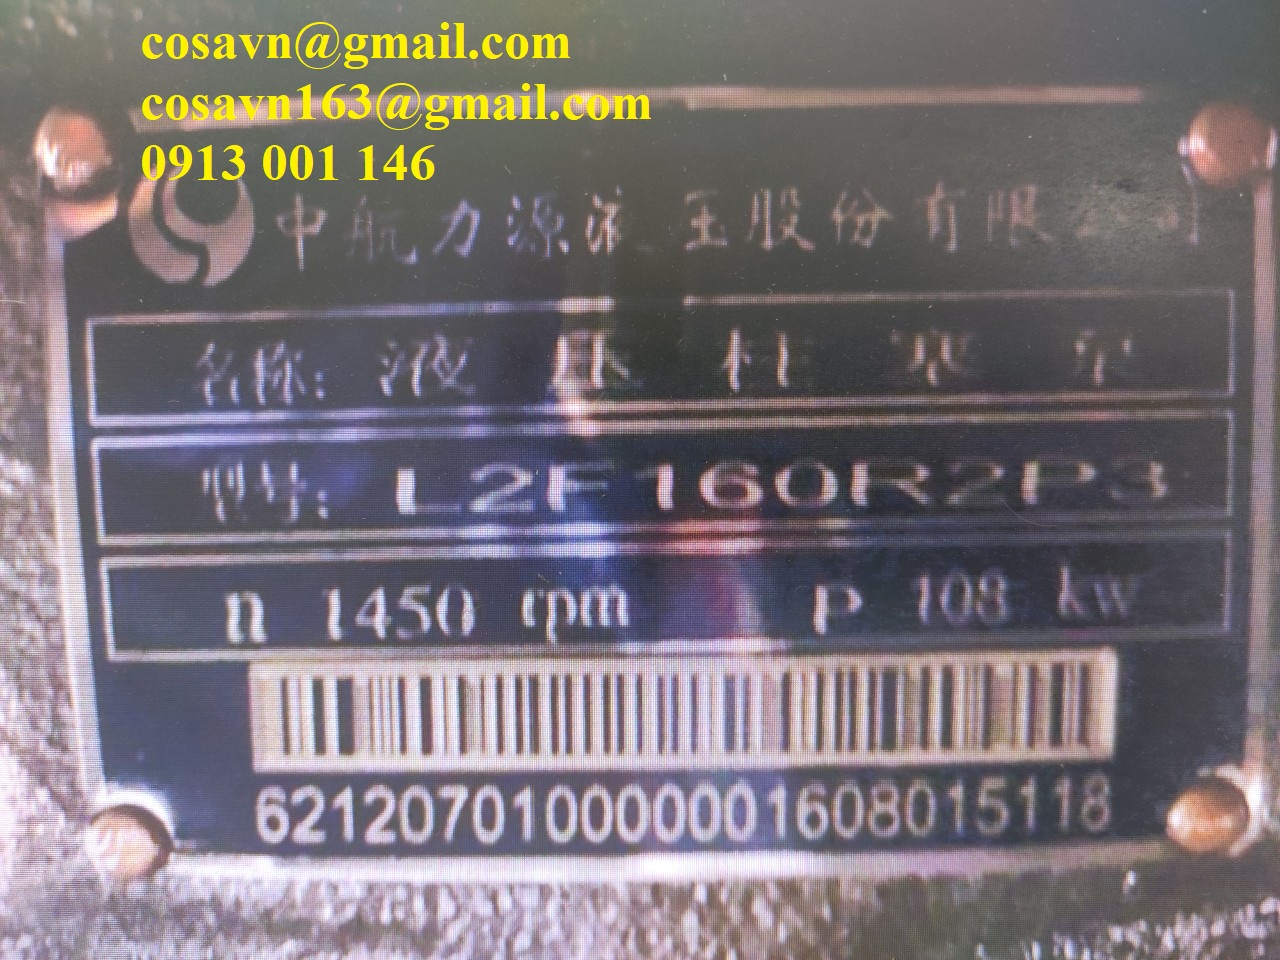 cosavn@gmail.com
cosavn163@gmail.com
0913 001 146
中航力源液压股份有限公司
名称: 液压柱塞泵
型号: L2F160R2P3
n 1450 rpm P 108 kw
621207010000001608015118